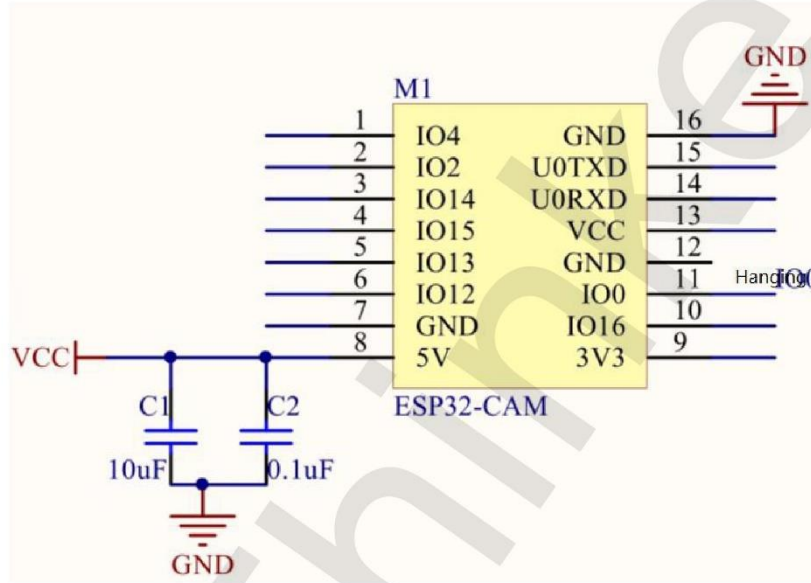 GND
M1
1 IO4 GND 16
2 IO2 U0TXD 15
3 IO14 U0RXD 14
4 IO15 VCC 13
5 IO13 GND 12
6 IO12 IO0 11 Hanging
7 GND IO16 10
8 5V 3V3 9
VCC
ESP32-CAM
C1 C2
10uF 0.1uF
GND